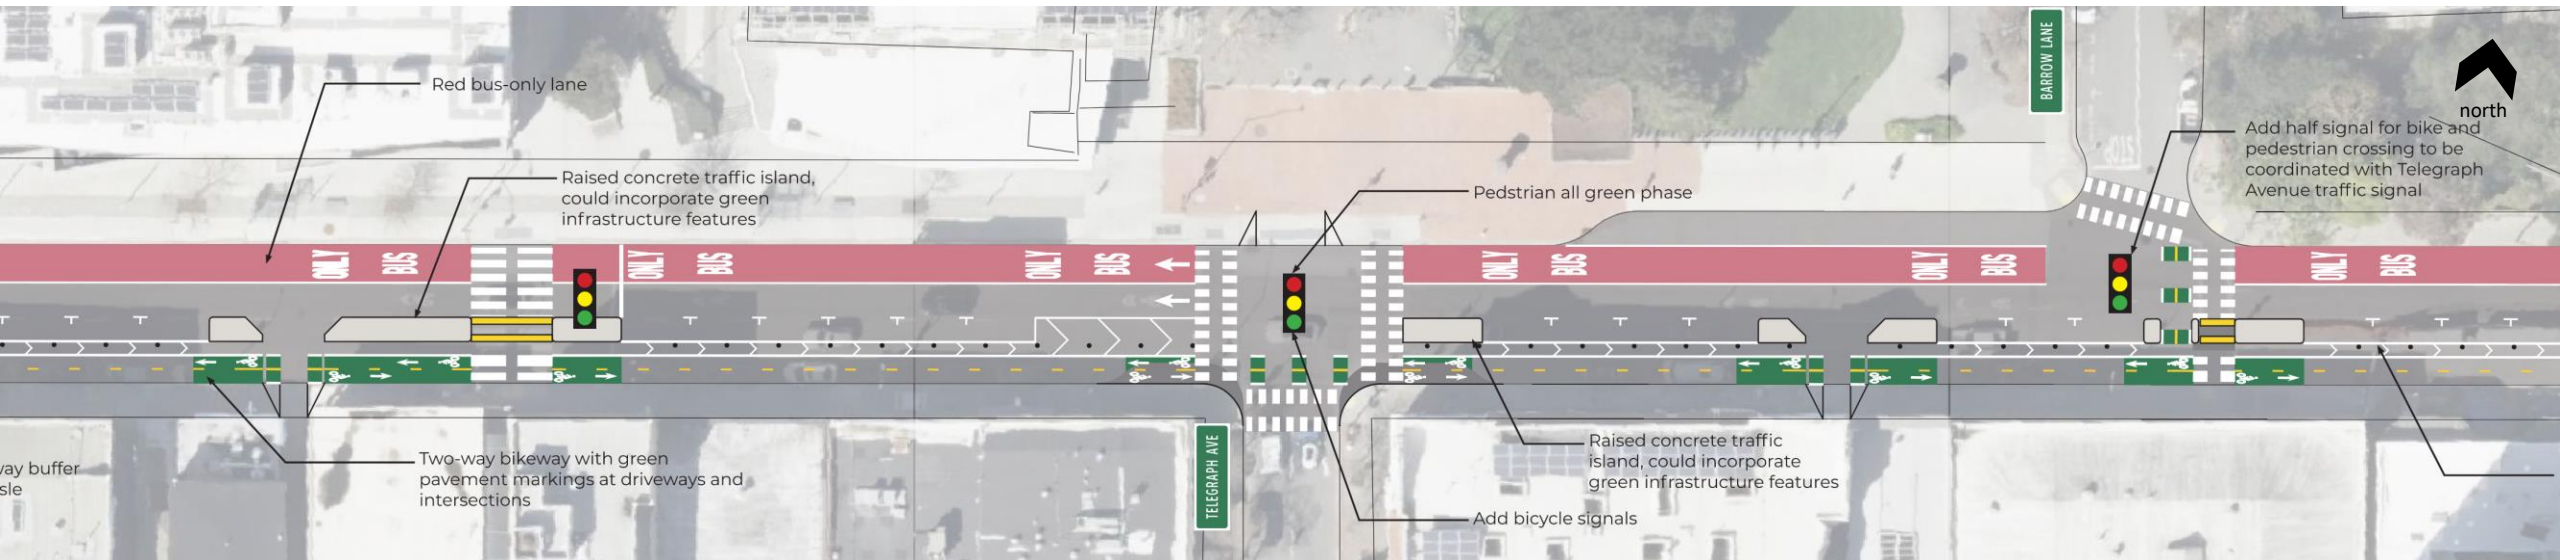 BARROW LANE
north
Red bus-only lane
Add half signal for bike and
pedestrian crossing to be
coordinated with Telegraph
Avenue traffic signal
STOP
Raised concrete traffic island,
could incorporate green
infrastructure features
Pedstrian all green phase
ONLY
BUS
ONLY
BUS
ONLY
BUS
ONLY
BUS
ONLY
BUS
ONLY
BUS
way buffer
sle
Two-way bikeway with green
pavement markings at driveways and
intersections
TELEGRAPH AVE
Raised concrete traffic
island, could incorporate
green infrastructure features
Add bicycle signals